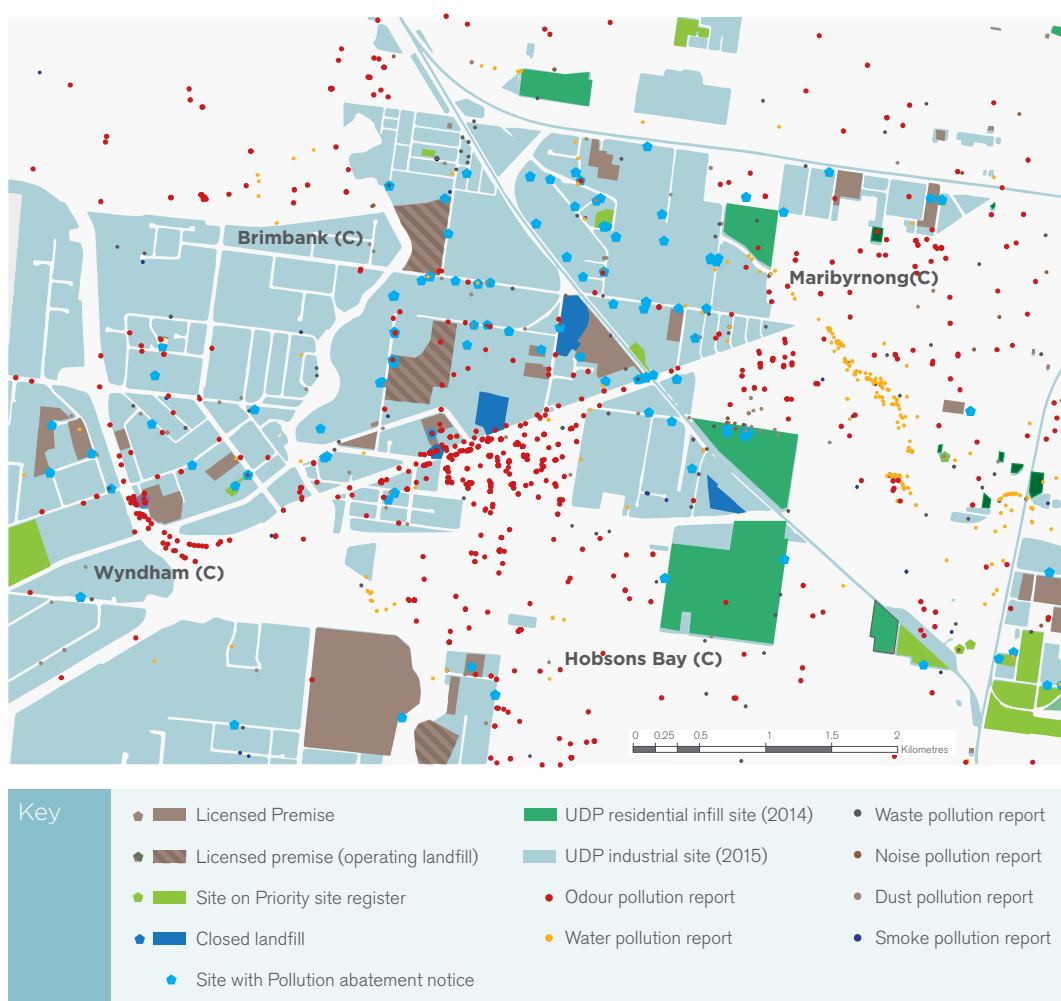 Brimbank (C)
Maribyrnong(C)
Wyndham (C)
Hobsons Bay (C)
0 0.25 0.5 1 1.5 2
Kilometres
Key
Licensed Premise
Licensed premise (operating landfill)
Site on Priority site register
Closed landfill
Site with Pollution abatement notice
UDP residential infill site (2014)
UDP industrial site (2015)
Odour pollution report
Water pollution report
Waste pollution report
Noise pollution report
Dust pollution report
Smoke pollution report